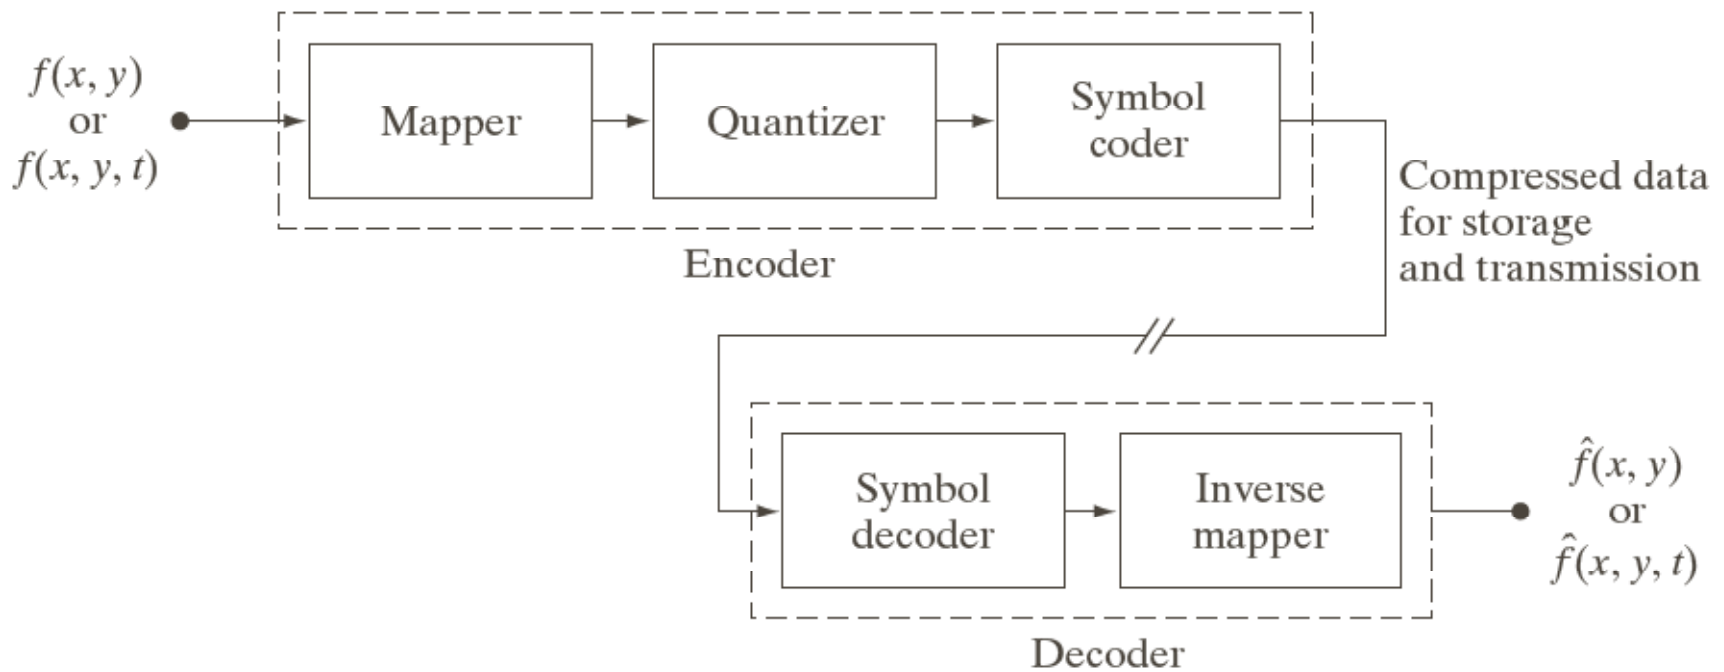 f(x, y)
or
f(x, y, t)
Mapper
Quantizer
Symbol
coder
Encoder
Compressed data
for storage
and transmission
Symbol
decoder
Inverse
mapper
Decoder
f̂(x, y)
or
f̂(x, y, t)